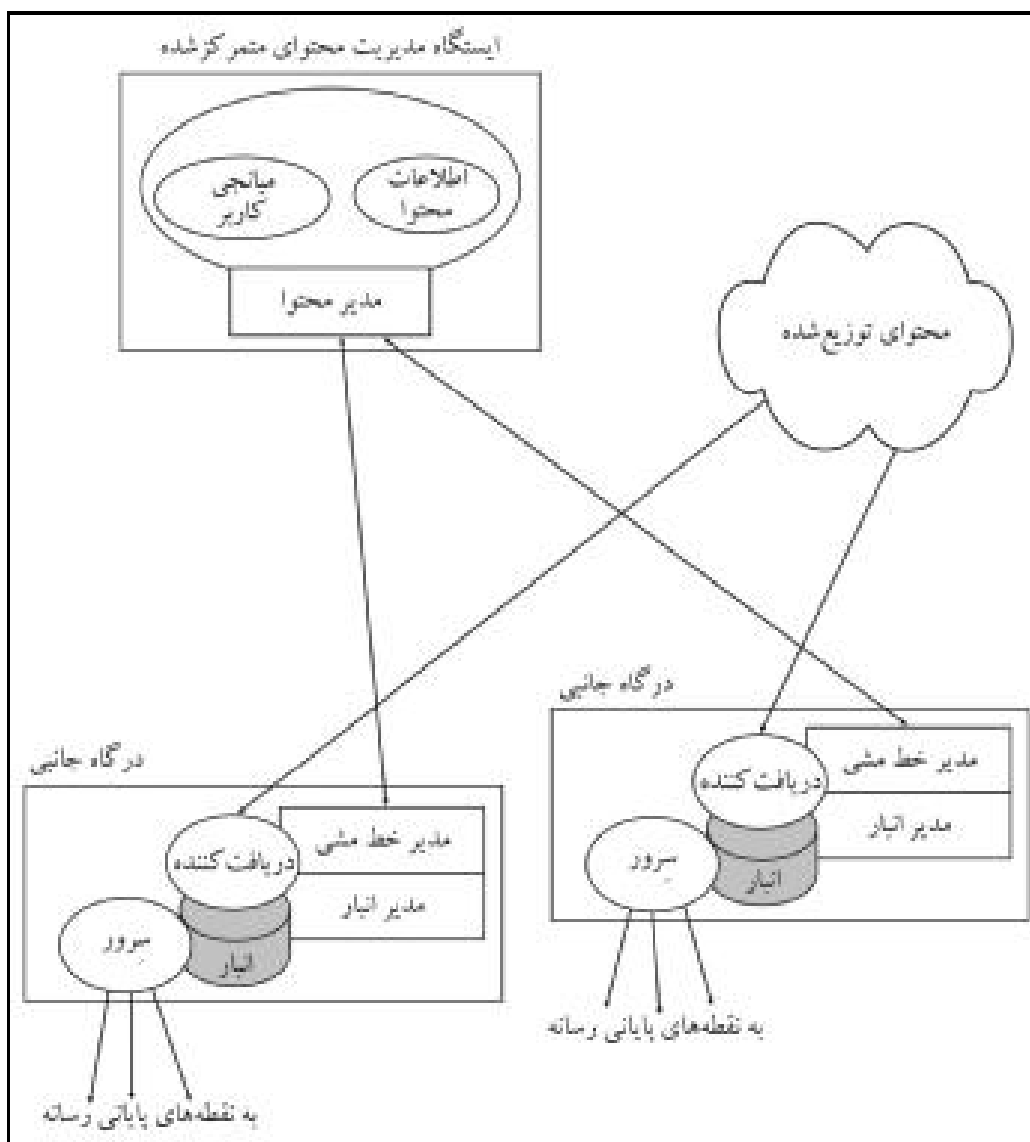 ایستگاه مدیریت محتوای متمرکزشده
اطلاعات
محتوا
میانجی
کاربر
مدیر محتوا
محتوای توزیع‌شده
درگاه جانبی
مدیر خط مشی
دریافت‌کننده
مدیر انبار
سِرور
انبار
به نقطه‌های پایانی رسانه
درگاه جانبی
مدیر خط مشی
دریافت‌کننده
مدیر انبار
سِرور
انبار
به نقطه‌های پایانی رسانه